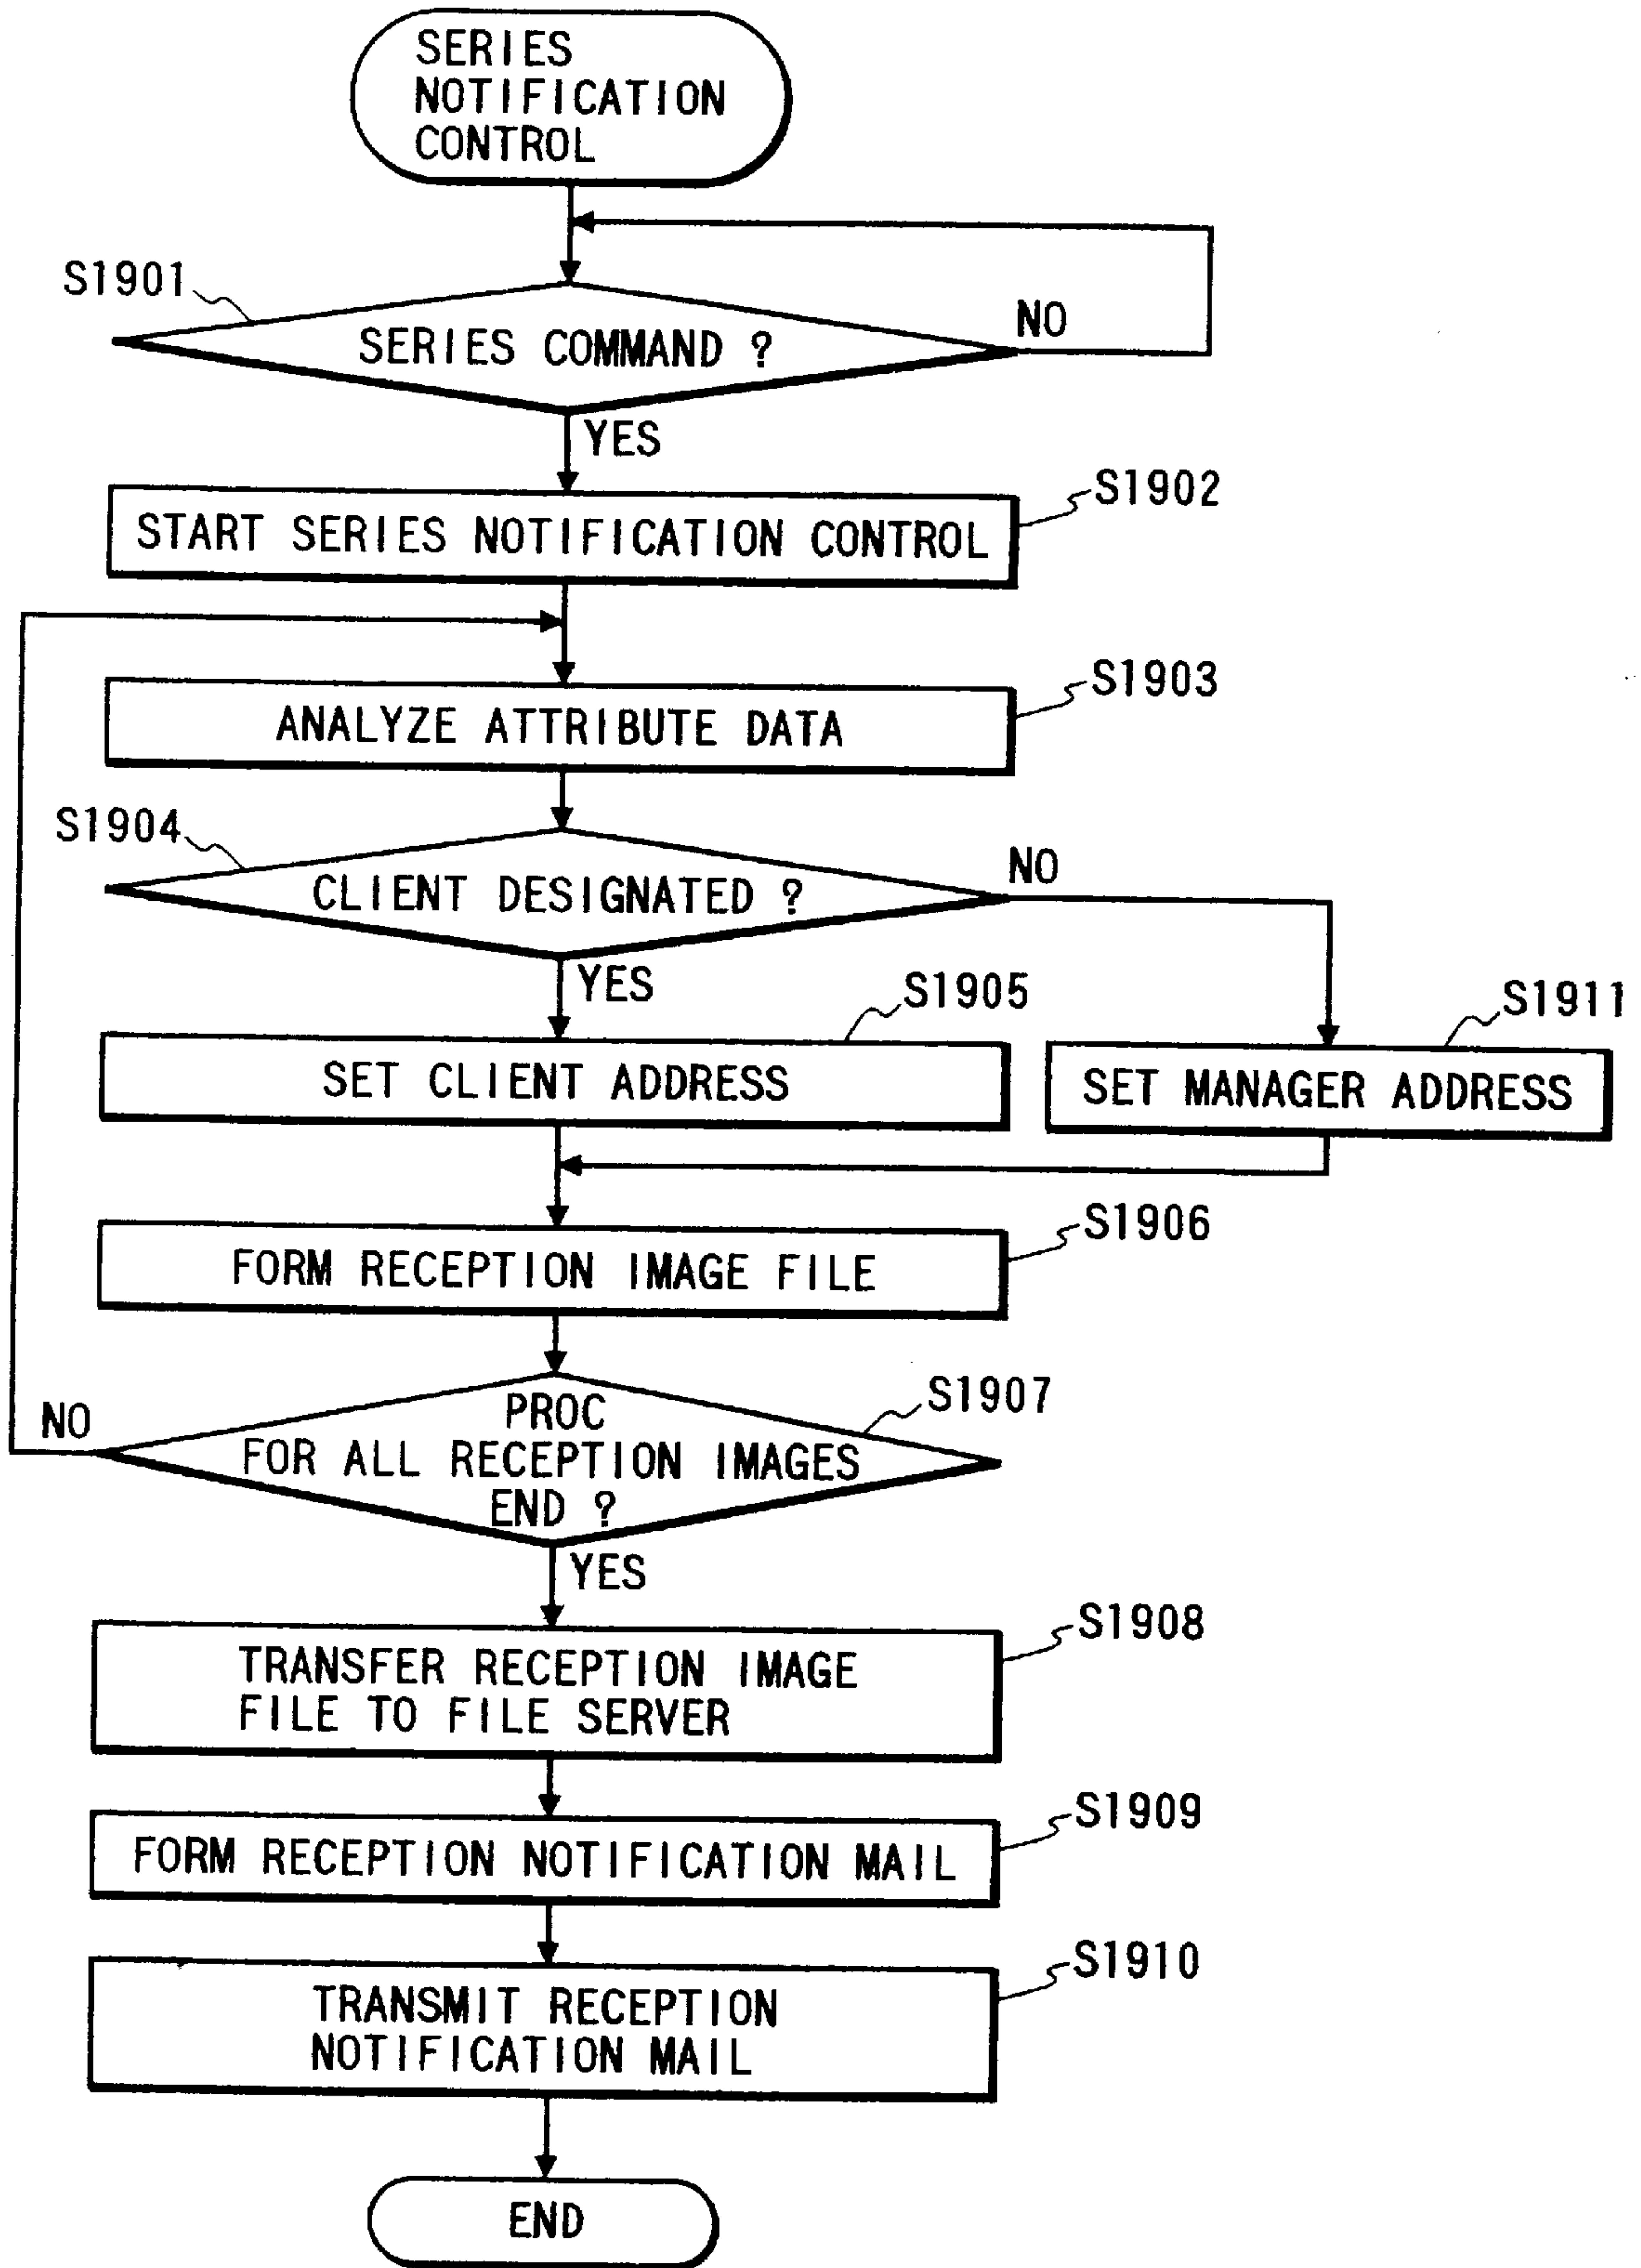 SERIES
NOTIFICATION
CONTROL
S1901
SERIES COMMAND ?
NO
YES
S1902
START SERIES NOTIFICATION CONTROL
S1903
ANALYZE ATTRIBUTE DATA
S1904
CLIENT DESIGNATED ?
NO
YES
S1905
SET CLIENT ADDRESS
S1911
SET MANAGER ADDRESS
S1906
FORM RECEPTION IMAGE FILE
S1907
NO
PROC
FOR ALL RECEPTION IMAGES
END ?
YES
S1908
TRANSFER RECEPTION IMAGE
FILE TO FILE SERVER
S1909
FORM RECEPTION NOTIFICATION MAIL
S1910
TRANSMIT RECEPTION
NOTIFICATION MAIL
END